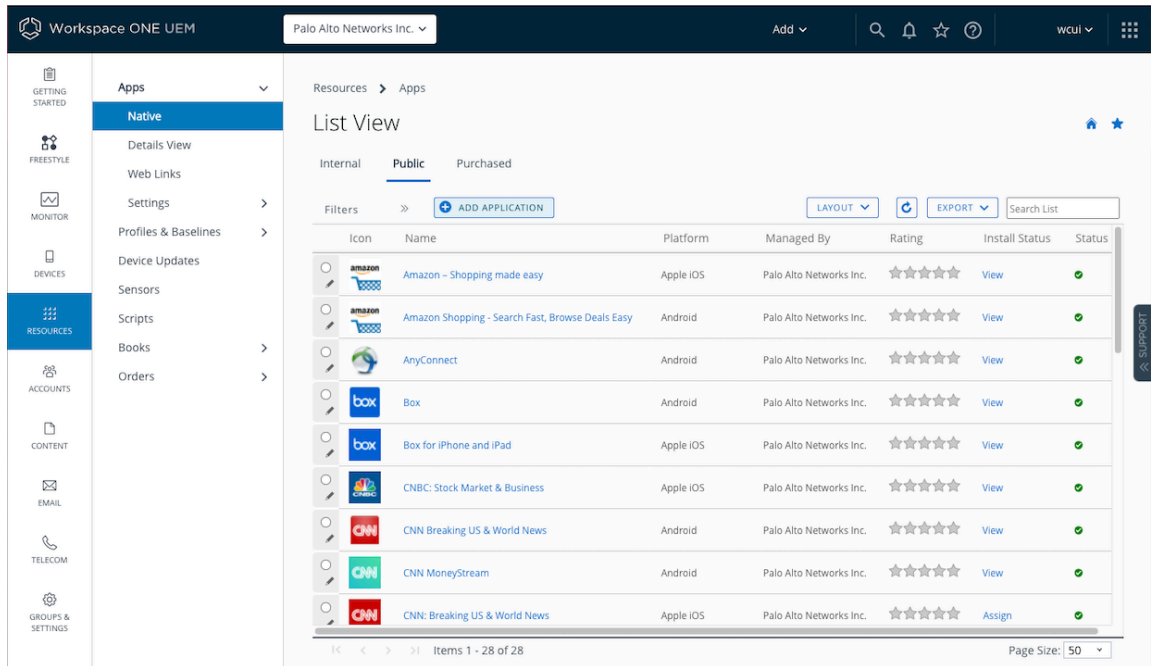 Workspace ONE UEM
Palo Alto Networks Inc.
Add
wcui
GETTING STARTED
FREESTYLE
MONITOR
DEVICES
RESOURCES
ACCOUNTS
CONTENT
EMAIL
TELECOM
GROUPS & SETTINGS
Apps
Native
Details View
Web Links
Settings
Profiles & Baselines
Device Updates
Sensors
Scripts
Books
Orders
Resources > Apps
List View
Internal Public Purchased
Filters >> ADD APPLICATION LAYOUT EXPORT Search List
Icon Name Platform Managed By Rating Install Status Status
amazon Amazon – Shopping made easy Apple iOS Palo Alto Networks Inc. View
amazon Amazon Shopping - Search Fast, Browse Deals Easy Android Palo Alto Networks Inc. View
AnyConnect Android Palo Alto Networks Inc. View
box Box Android Palo Alto Networks Inc. View
box Box for iPhone and iPad Apple iOS Palo Alto Networks Inc. View
CNBC CNBC: Stock Market & Business Apple iOS Palo Alto Networks Inc. View
CNN CNN Breaking US & World News Android Palo Alto Networks Inc. View
CNN CNN MoneyStream Android Palo Alto Networks Inc. View
CNN CNN: Breaking US & World News Apple iOS Palo Alto Networks Inc. Assign
Items 1 - 28 of 28
Page Size: 50
<< SUPPORT